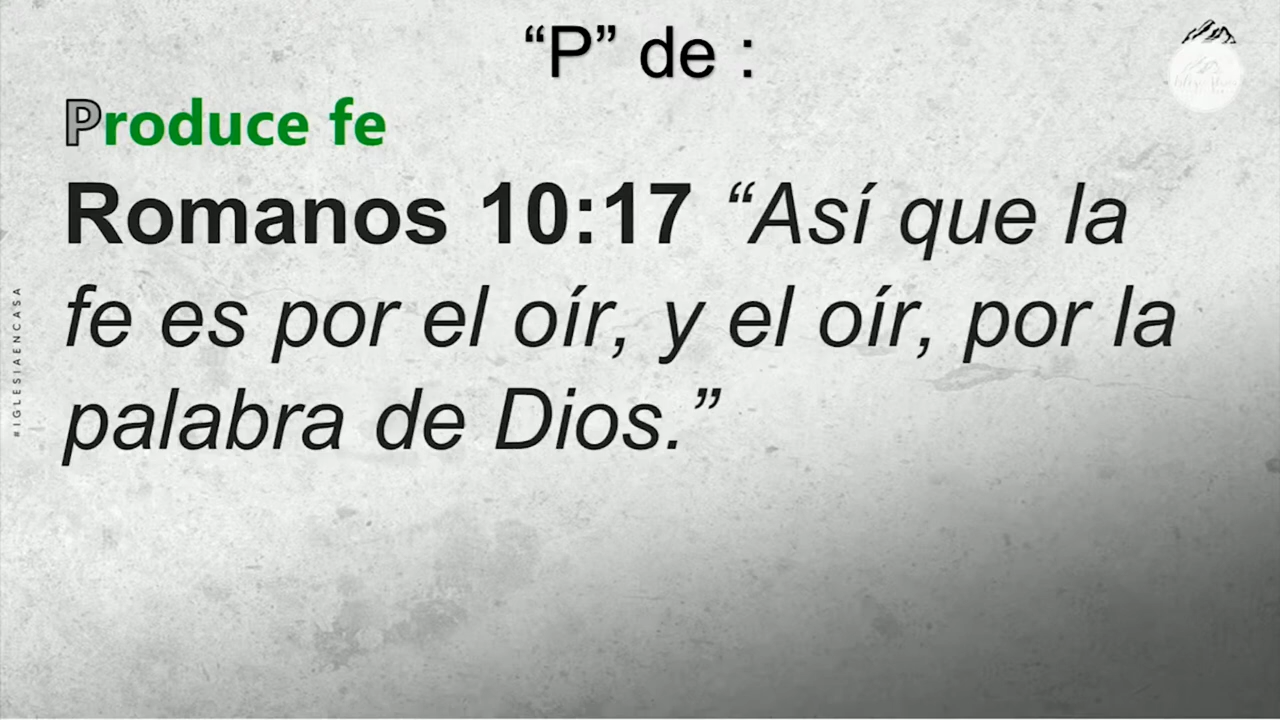 “P” de :
Produce fe
Romanos 10:17 “Así que la
fe es por el oír, y el oír, por la
palabra de Dios.”
#IGLESIAENCASA